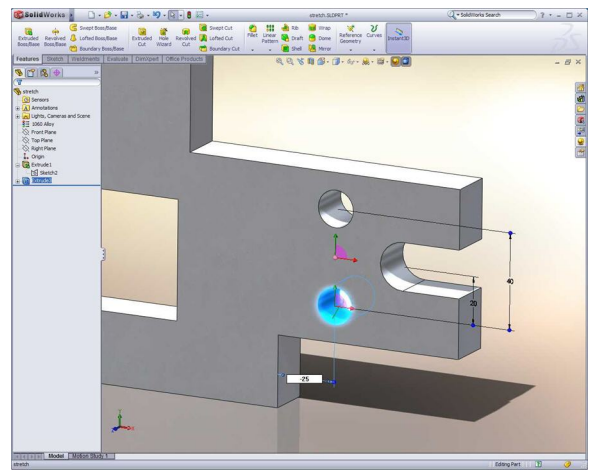 SolidWorks stretch.SLDPRT * SolidWorks Search
Extruded Boss/Base Revolved Boss/Base Swept Boss/Base Lofted Boss/Base Boundary Boss/Base Extruded Cut Hole Wizard Revolved Cut Swept Cut Lofted Cut Boundary Cut Fillet Linear Pattern Rib Draft Shell Wrap Dome Mirror Reference Geometry Curves Instant3D
Features Sketch Weldments Evaluate DimXpert Office Products
stretch
Sensors
Annotations
Lights, Cameras and Scene
1060 Alloy
Front Plane
Top Plane
Right Plane
Origin
Extrude1
Sketch2
40
20
-25
Model Motion Study 1
stretch Editing Part